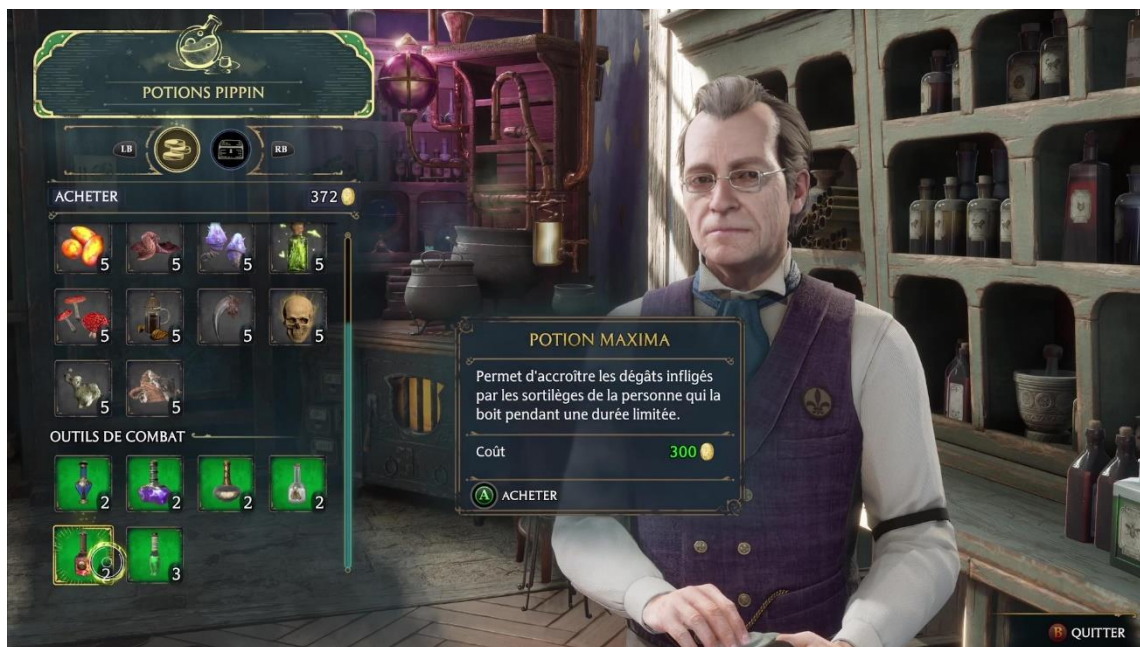 POTIONS PIPPIN
LB
RB
ACHETER
372
5
5
5
5
5
5
5
5
5
5
OUTILS DE COMBAT
2
2
2
2
2
3
POTION MAXIMA
Permet d'accroître les dégâts infligés
par les sortilèges de la personne qui la
boit pendant une durée limitée.
Coût
300
A ACHETER
B QUITTER